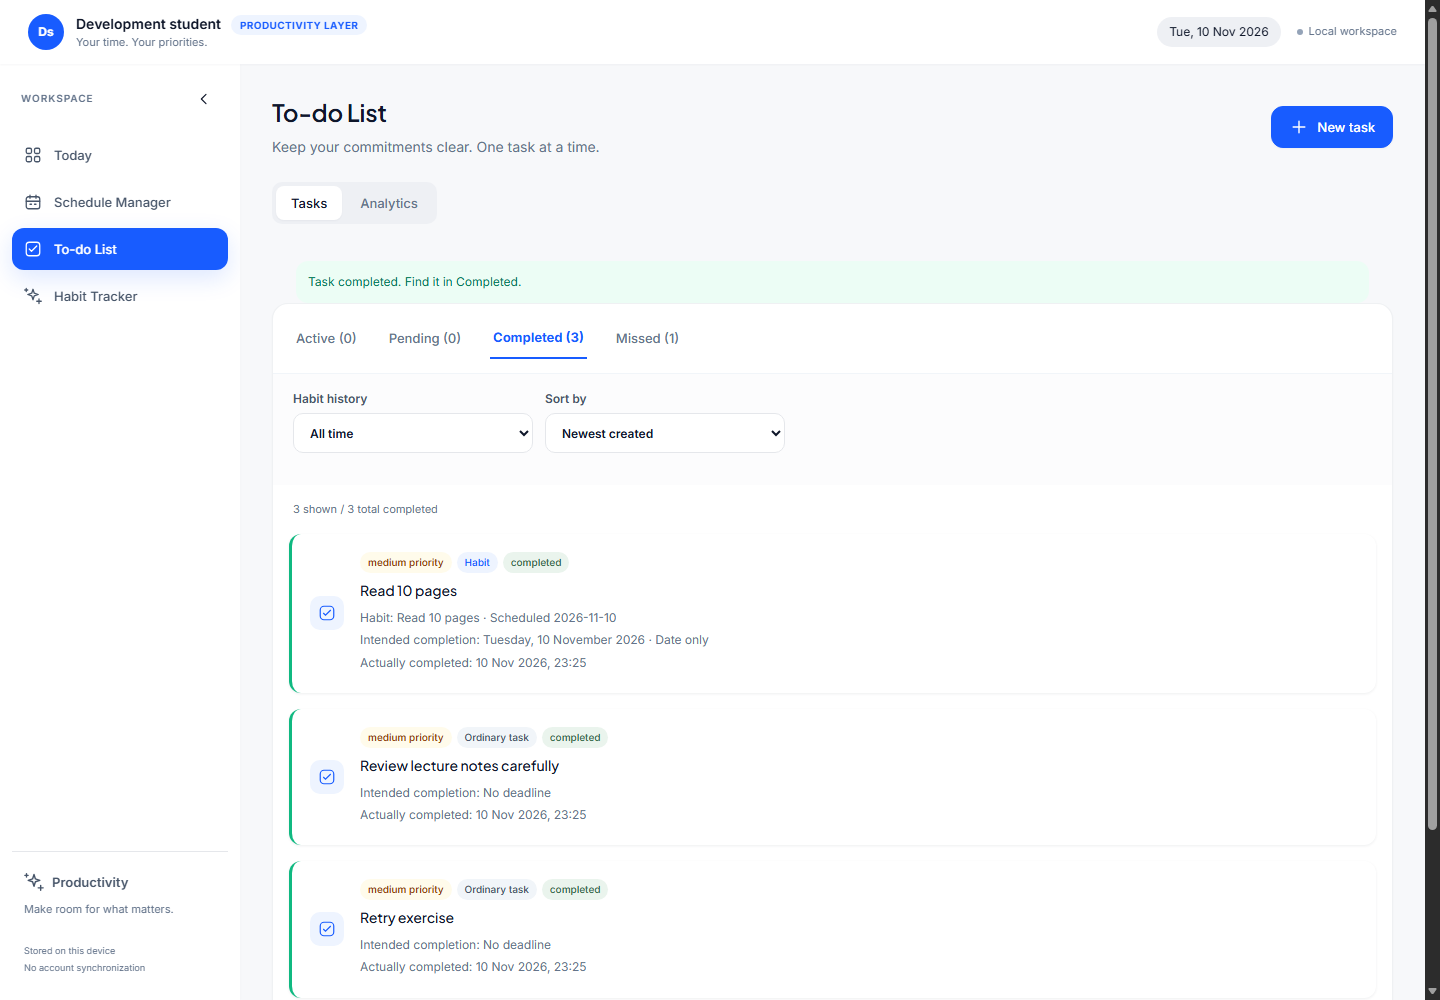 Ds
Development student
PRODUCTIVITY LAYER
Your time. Your priorities.
Tue, 10 Nov 2026
Local workspace
WORKSPACE
Today
Schedule Manager
To-do List
Habit Tracker
Productivity
Make room for what matters.
Stored on this device
No account synchronization
To-do List
Keep your commitments clear. One task at a time.
New task
Tasks
Analytics
Task completed. Find it in Completed.
Active (0)
Pending (0)
Completed (3)
Missed (1)
Habit history
Sort by
All time
Newest created
3 shown / 3 total completed
medium priority
Habit
completed
Read 10 pages
Habit: Read 10 pages · Scheduled 2026-11-10
Intended completion: Tuesday, 10 November 2026 · Date only
Actually completed: 10 Nov 2026, 23:25
medium priority
Ordinary task
completed
Review lecture notes carefully
Intended completion: No deadline
Actually completed: 10 Nov 2026, 23:25
medium priority
Ordinary task
completed
Retry exercise
Intended completion: No deadline
Actually completed: 10 Nov 2026, 23:25